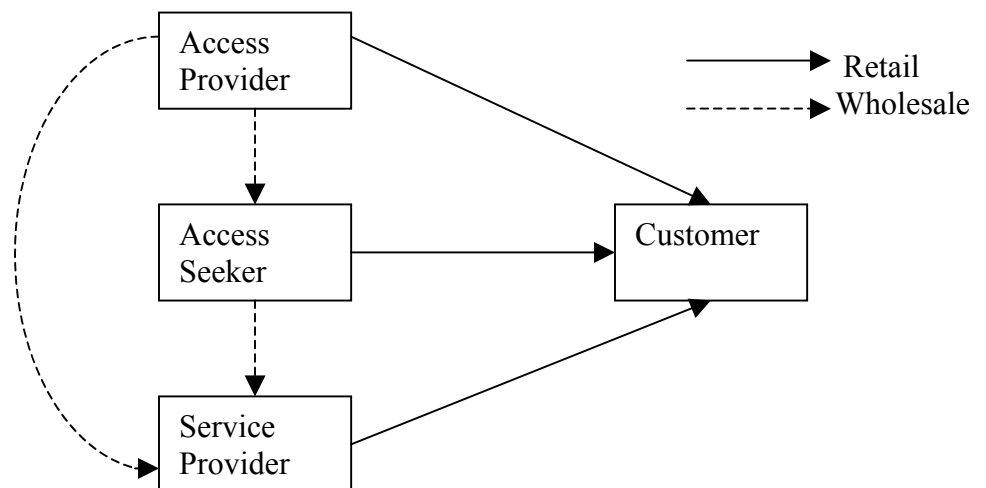 Access
Provider
Retail
Wholesale
Access
Seeker
Customer
Service
Provider